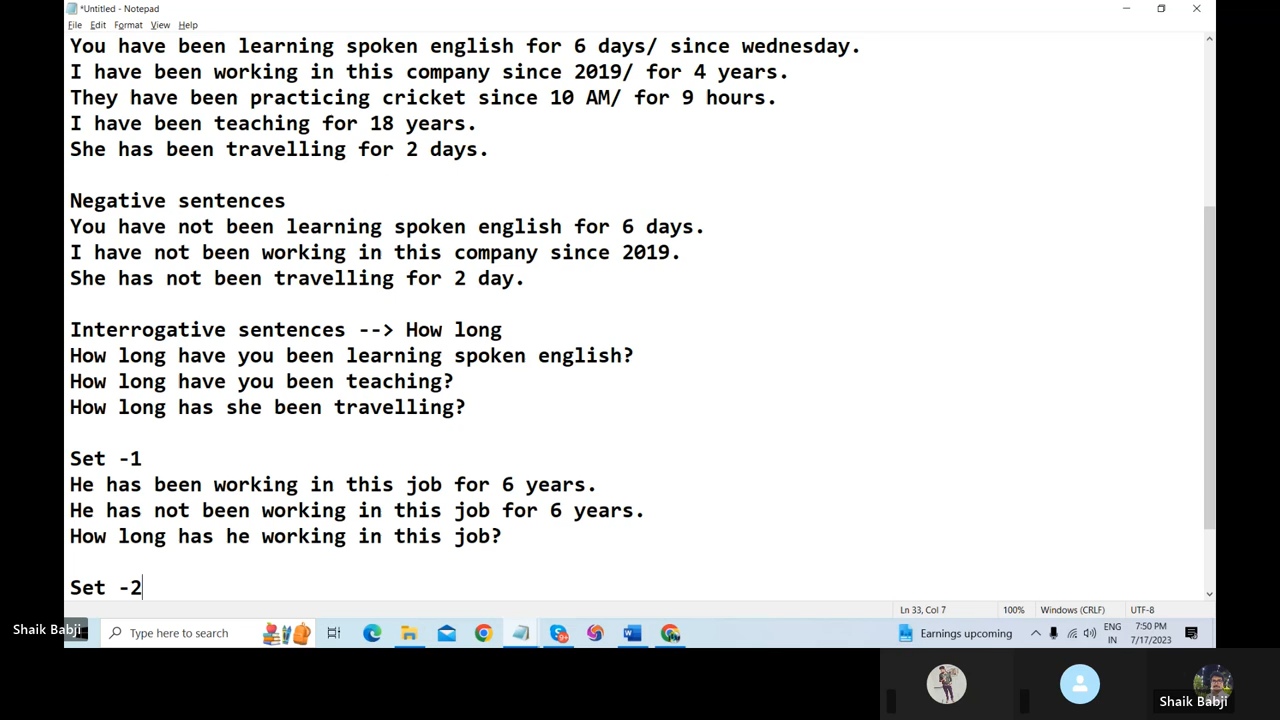 *Untitled - Notepad
File Edit Format View Help
You have been learning spoken english for 6 days/ since wednesday.
I have been working in this company since 2019/ for 4 years.
They have been practicing cricket since 10 AM/ for 9 hours.
I have been teaching for 18 years.
She has been travelling for 2 days.
Negative sentences
You have not been learning spoken english for 6 days.
I have not been working in this company since 2019.
She has not been travelling for 2 day.
Interrogative sentences --> How long
How long have you been learning spoken english?
How long have you been teaching?
How long has she been travelling?
Set -1
He has been working in this job for 6 years.
He has not been working in this job for 6 years.
How long has he working in this job?
Set -2
Ln 33, Col 7 100% Windows (CRLF) UTF-8
Shaik Babji
Type here to search
Earnings upcoming
ENG
IN
7:50 PM
7/17/2023
Shaik Babji